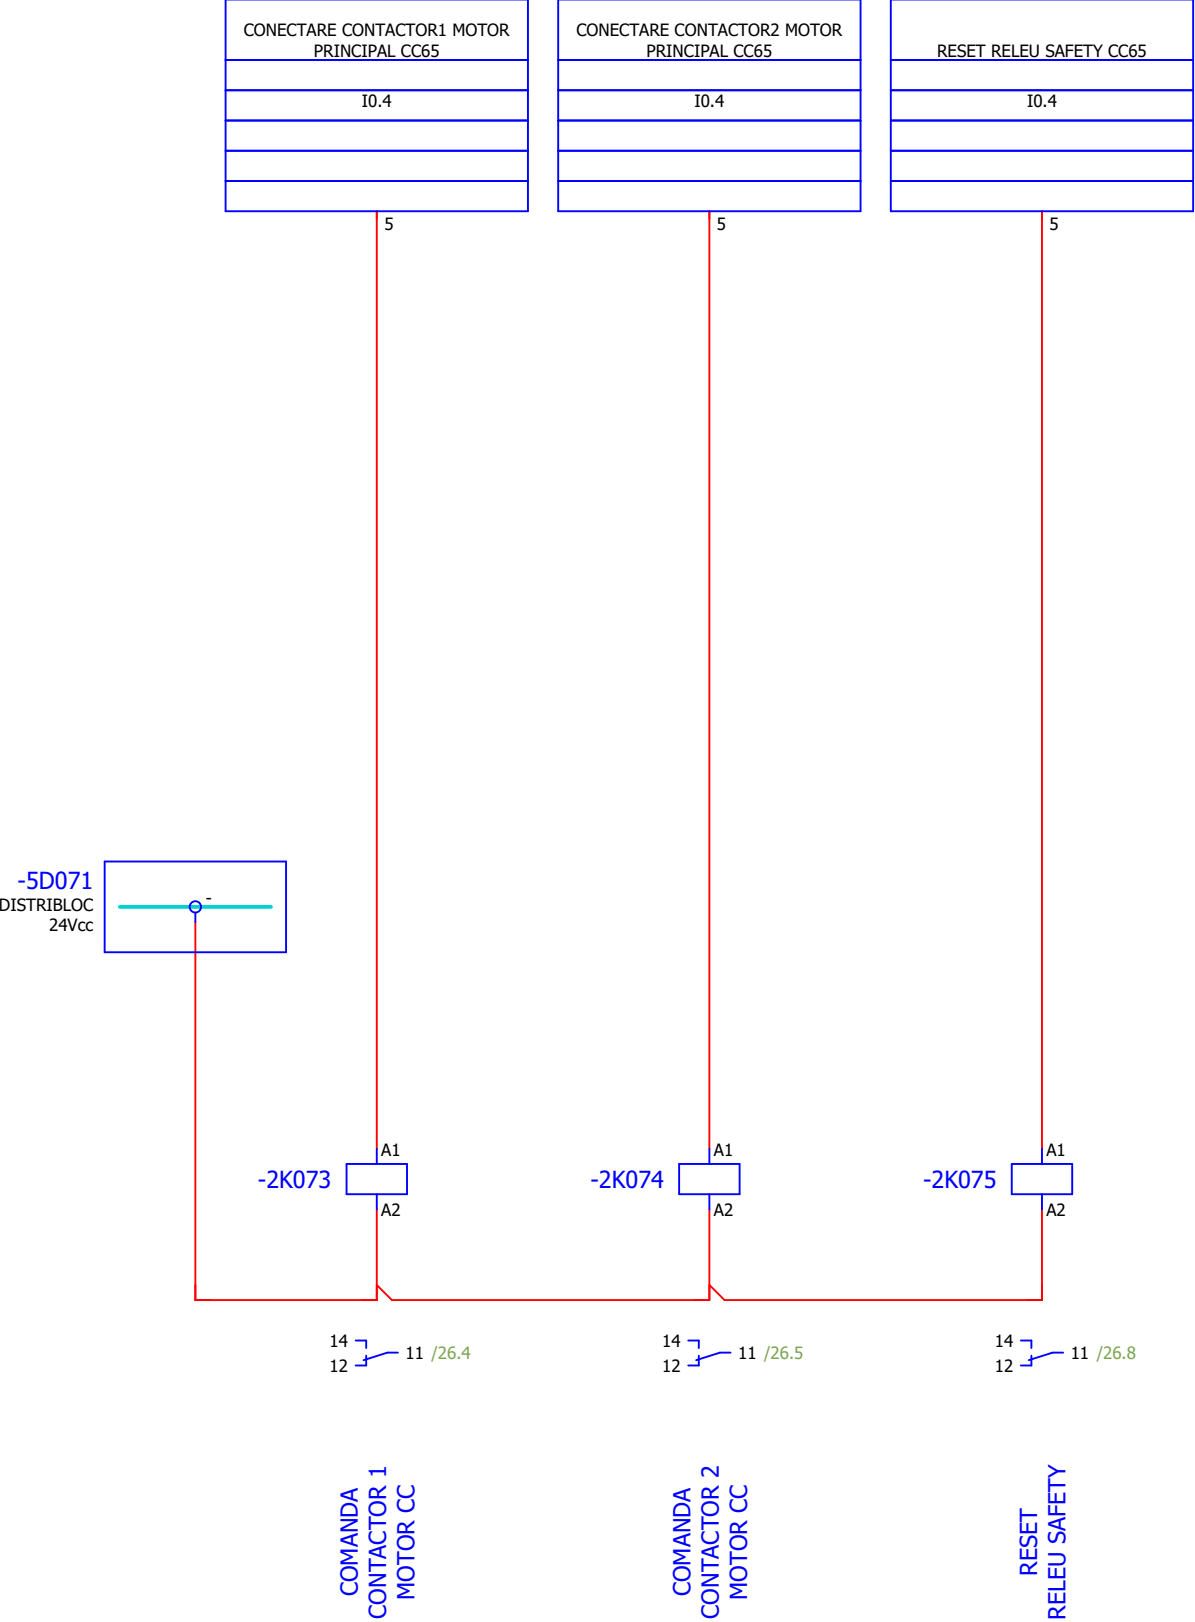 CONECTARE CONTACTOR1 MOTOR
PRINCIPAL CC65
I0.4
5
CONECTARE CONTACTOR2 MOTOR
PRINCIPAL CC65
I0.4
5
RESET RELEU SAFETY CC65
I0.4
5
-5D071
DISTRIBLOC
24Vcc
-
A1
-2K073
A2
A1
-2K074
A2
A1
-2K075
A2
14
12
11 /26.4
14
12
11 /26.5
14
12
11 /26.8
COMANDA
CONTACTOR 1
MOTOR CC
COMANDA
CONTACTOR 2
MOTOR CC
RESET
RELEU SAFETY